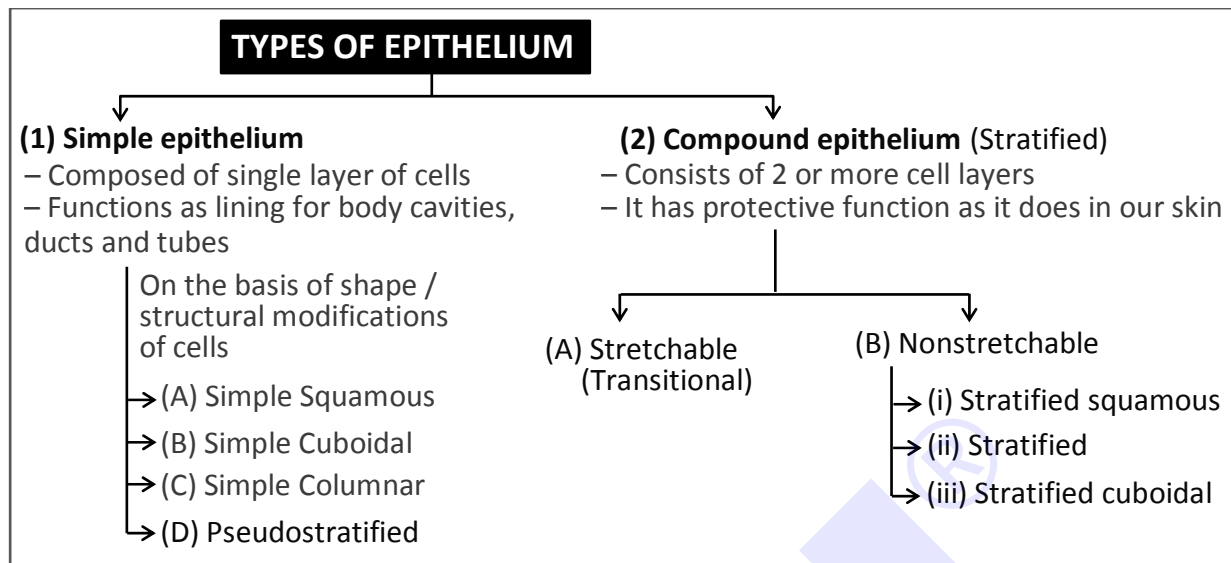 TYPES OF EPITHELIUM
(1) Simple epithelium
– Composed of single layer of cells
– Functions as lining for body cavities,
ducts and tubes
On the basis of shape /
structural modifications
of cells
(A) Simple Squamous
(B) Simple Cuboidal
(C) Simple Columnar
(D) Pseudostratified
(2) Compound epithelium (Stratified)
– Consists of 2 or more cell layers
– It has protective function as it does in our skin
(A) Stretchable
(Transitional)
(B) Nonstretchable
(i) Stratified squamous
(ii) Stratified
(iii) Stratified cuboidal
®